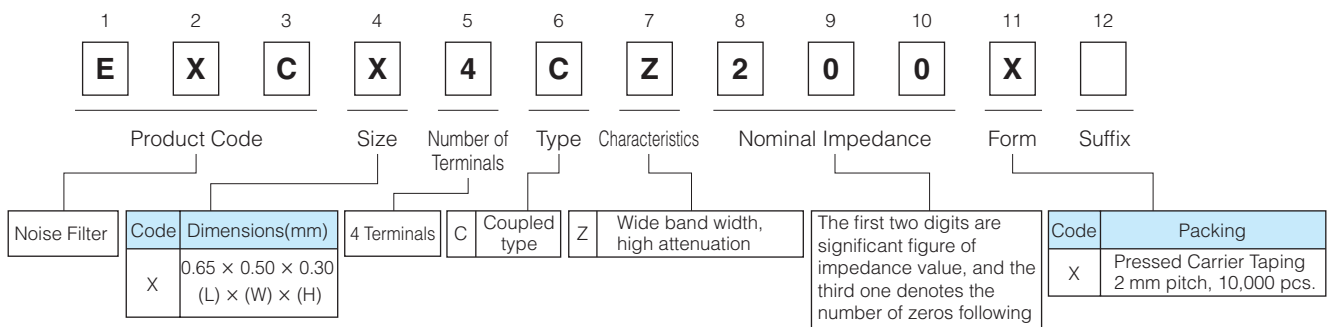 1 2 3 4 5 6 7 8 9 10 11 12
E X C X 4 C Z 2 0 0 X
Product Code Size Number of Terminals Type Characteristics Nominal Impedance Form Suffix
Noise Filter
Code Dimensions(mm)
X 0.65 × 0.50 × 0.30
(L) × (W) × (H)
4 Terminals
C Coupled
type
Z Wide band width,
high attenuation
The first two digits are
significant figure of
impedance value, and the
third one denotes the
number of zeros following
Code Packing
X Pressed Carrier Taping
2 mm pitch, 10,000 pcs.